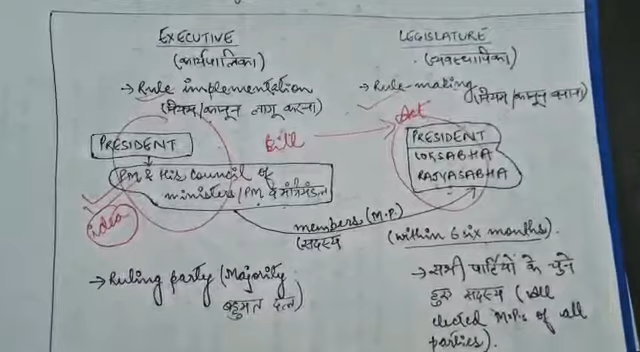 EXECUTIVE
(कार्यपालिका)
→ Rule implementation
(नियम/कानून लागू करना)
PRESIDENT
PM & His Council of
ministers/PM व मंत्रिमंडल
idea
→ Ruling party (Majority
बहुमत दल)
Bill
Act
members (M.P.)
(सदस्य
LEGISLATURE
(व्यवस्थापिका)
→ Rule-making
(नियम/कानून बनाना)
PRESIDENT
LOKSABHA
RAJYASABHA
(within 6 six months).
→ सभी पार्टियों के चुने
हुए सदस्य (all
elected M.P.s of all
parties).